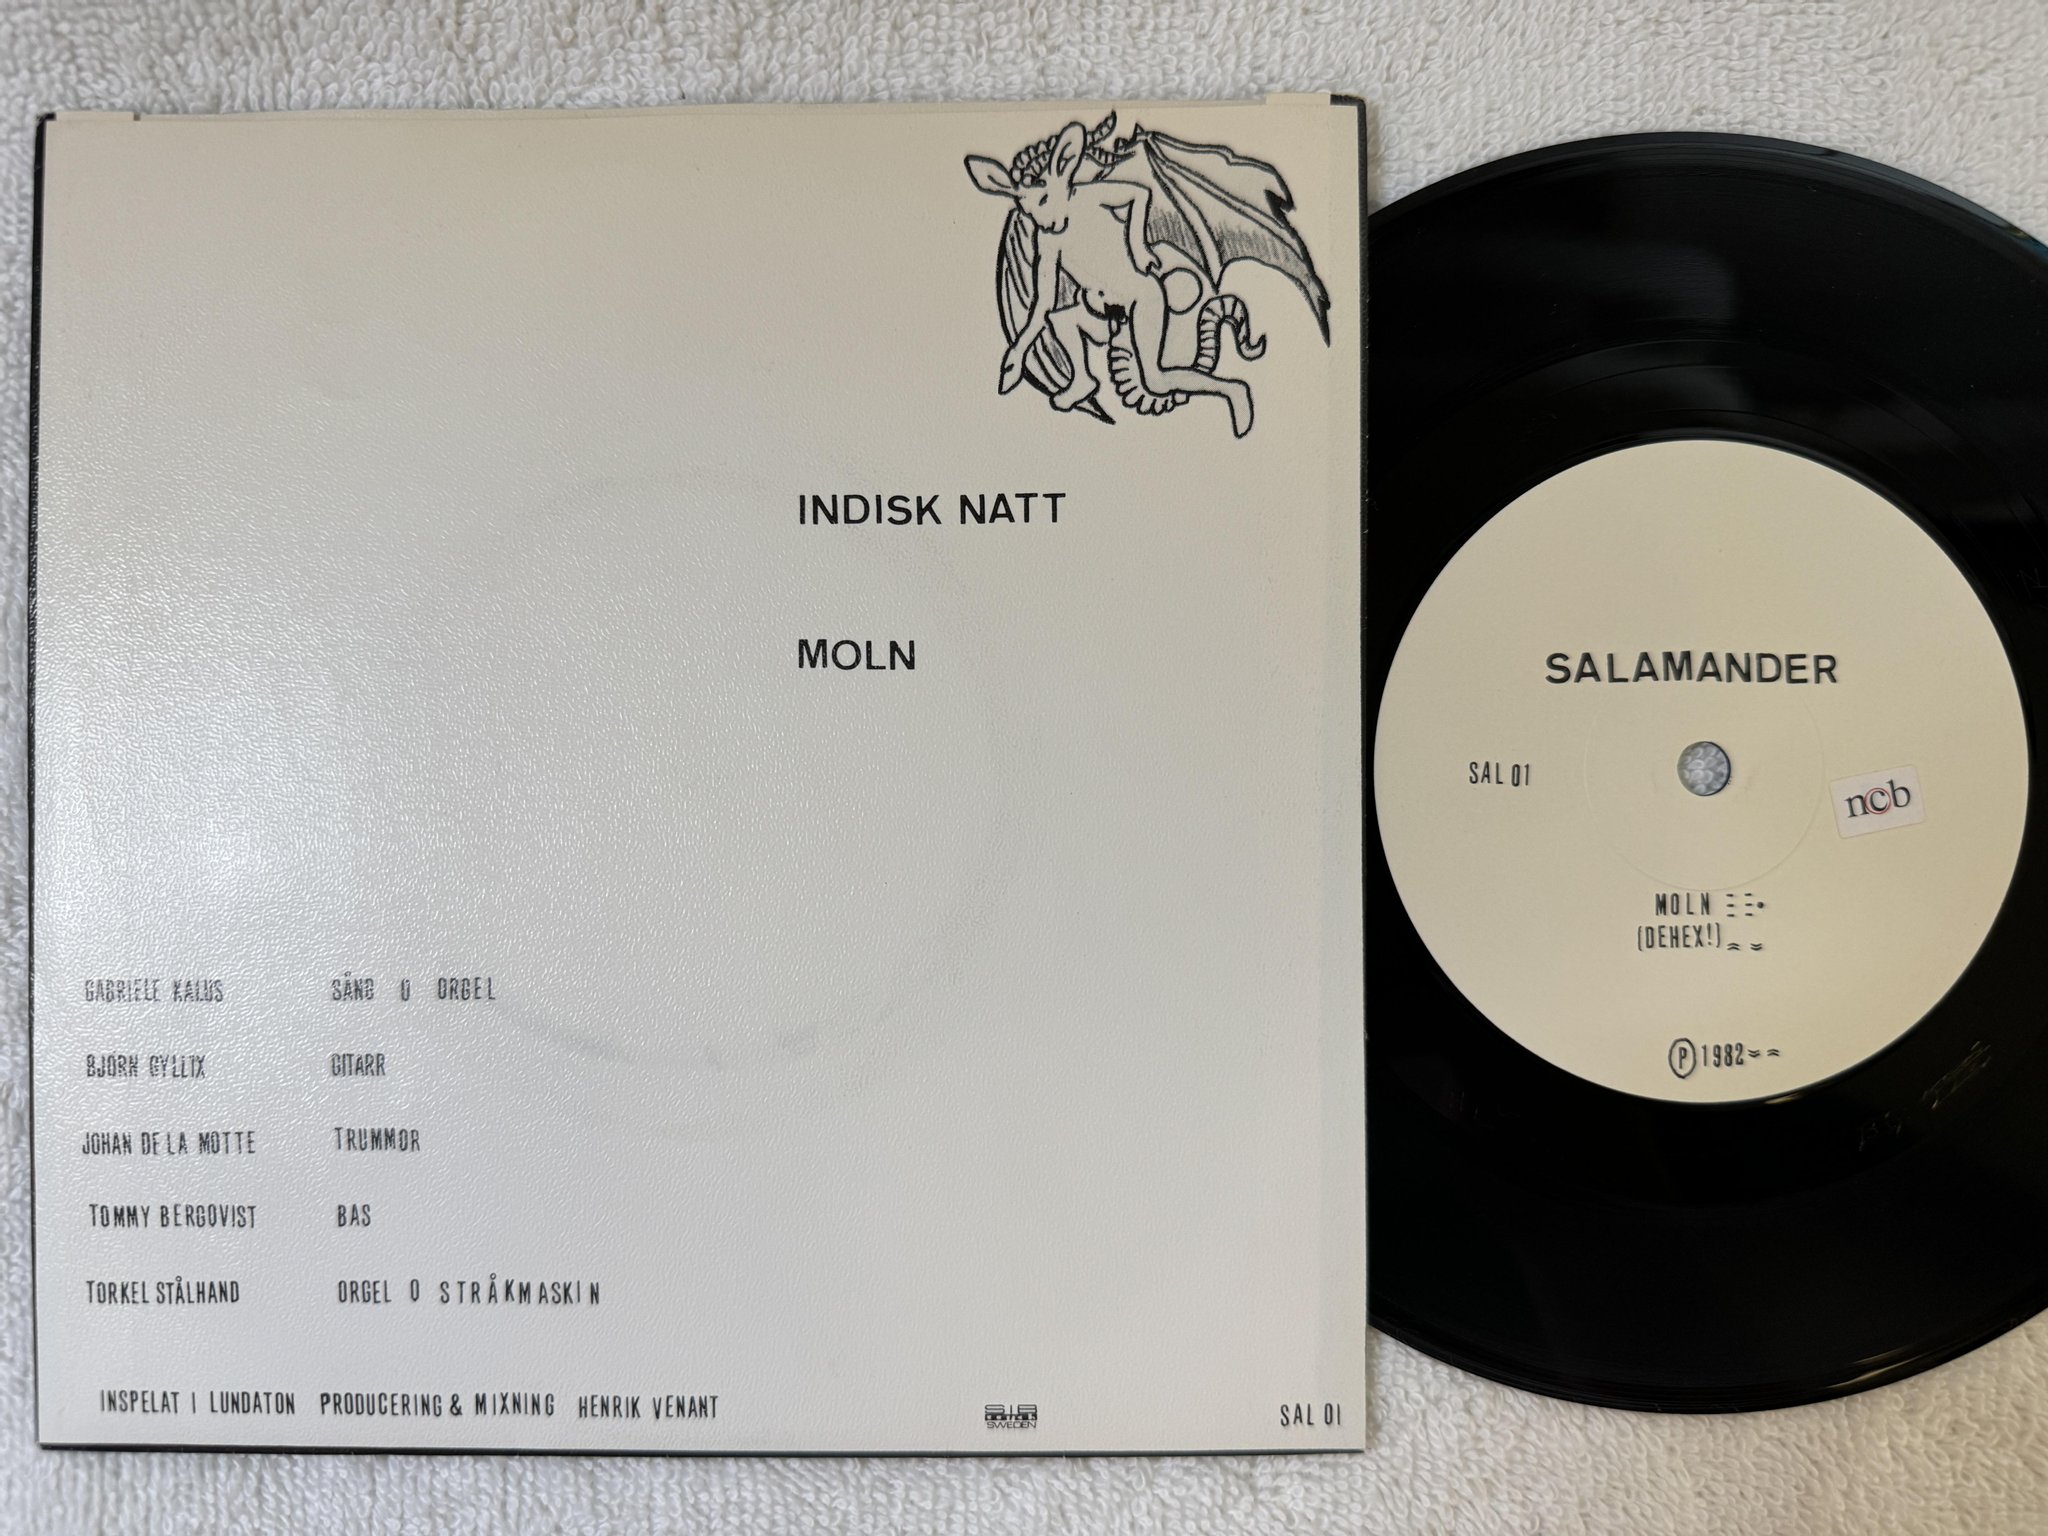 INDISK NATT
MOLN
GABRIELE KALUS SÅNG O ORGEL
BJORN GYLLIX GITARR
JOHAN DE LA MOTTE TRUMMOR
TOMMY BERGQVIST BAS
TORKEL STÅLHAND ORGEL O STRÅKMASKIN
INSPELAT I LUNDATON PRODUCERING & MIXNING HENRIK VENANT
SIB
SWEDEN
SAL 01
SALAMANDER
SAL 01
ncb
MOLN
(DEHEX!)
Ⓟ 1982